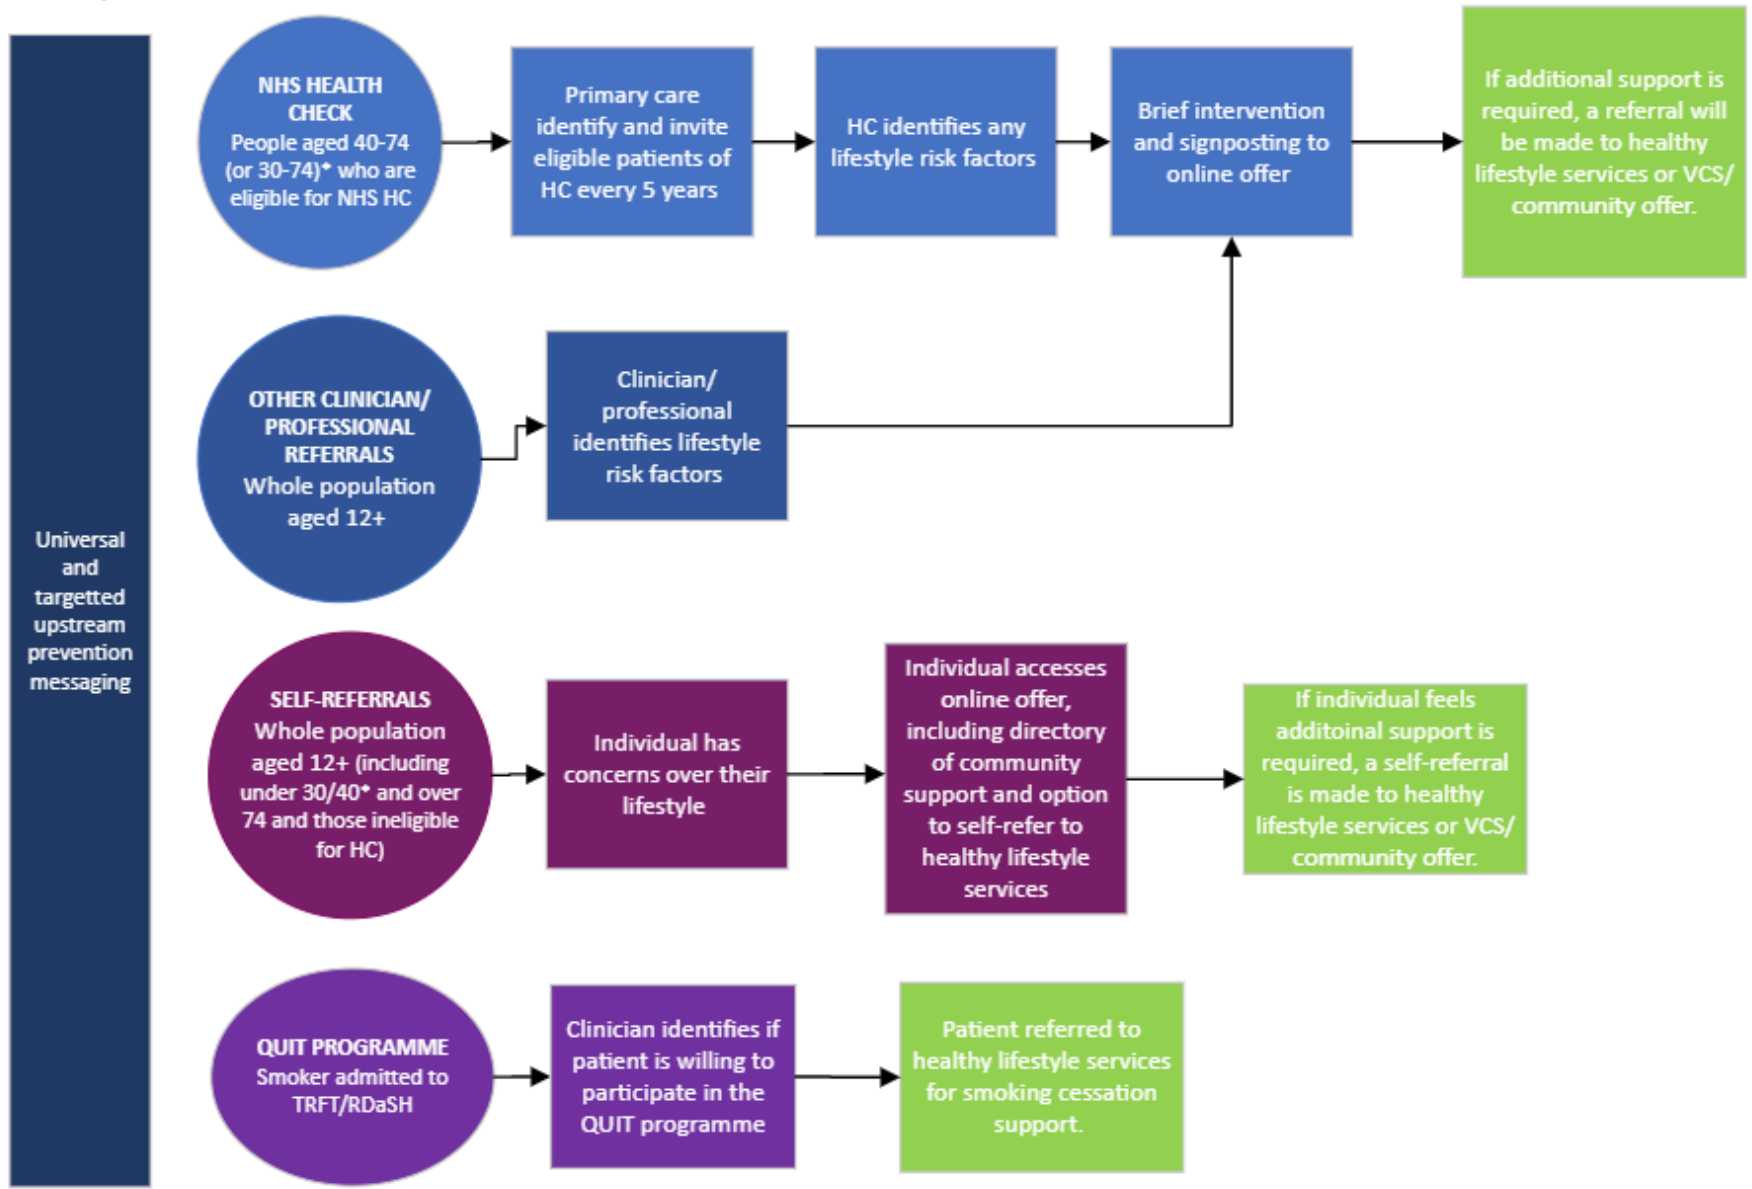 Universal
and
targetted
upstream
prevention
messaging
NHS HEALTH
CHECK
People aged 40-74
(or 30-74)* who are
eligible for NHS HC
Primary care
identify and invite
eligible patients of
HC every 5 years
HC identifies any
lifestyle risk factors
Brief intervention
and signposting to
online offer
If additional support is
required, a referral will
be made to healthy
lifestyle services or VCS/
community offer.
OTHER CLINICIAN/
PROFESSIONAL
REFERRALS
Whole population
aged 12+
Clinician/
professional
identifies lifestyle
risk factors
SELF-REFERRALS
Whole population
aged 12+ (including
under 30/40* and over
74 and those ineligible
for HC)
Individual has
concerns over their
lifestyle
Individual accesses
online offer,
including directory
of community
support and option
to self-refer to
healthy lifestyle
services
If individual feels
additoinal support is
required, a self-referral
is made to healthy
lifestyle services or VCS/
community offer.
QUIT PROGRAMME
Smoker admitted to
TRFT/RDaSH
Clinician identifies if
patient is willing to
participate in the
QUIT programme
Patient referred to
healthy lifestyle services
for smoking cessation
support.